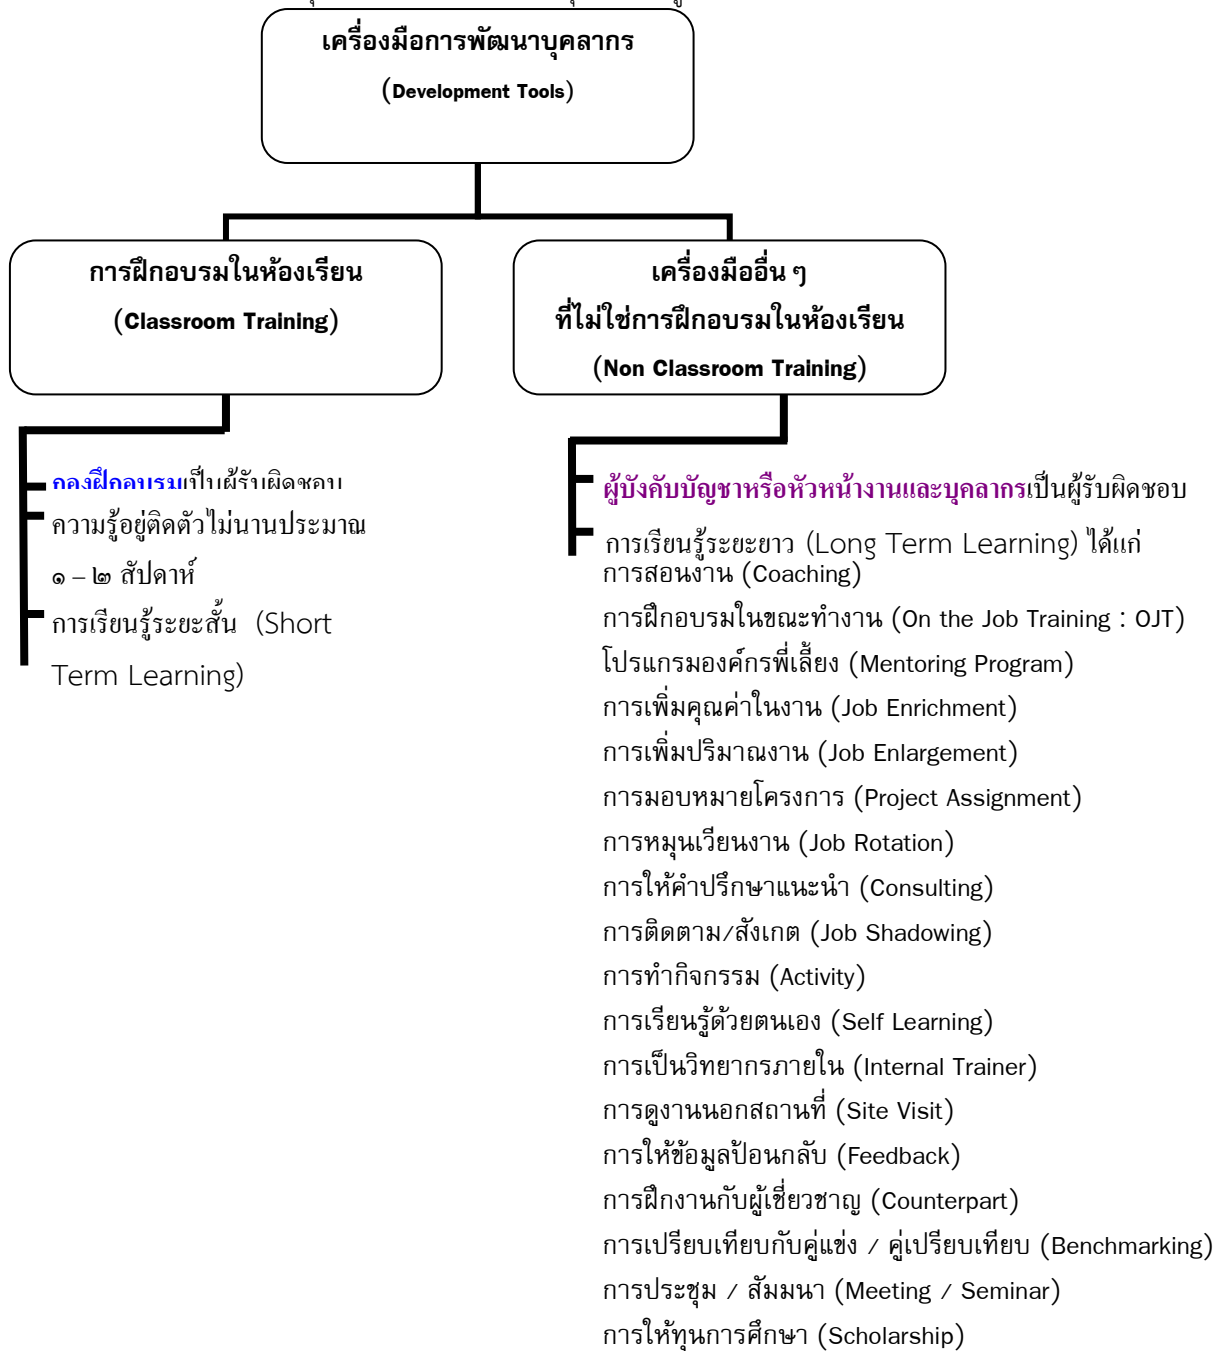 เครื่องมือการพัฒนาบุคลากร
(Development Tools)
การฝึกอบรมในห้องเรียน
(Classroom Training)
เครื่องมืออื่น ๆ
ที่ไม่ใช่การฝึกอบรมในห้องเรียน
(Non Classroom Training)
กองฝึกอบรมเป็นผู้รับผิดชอบ
ความรู้อยู่ติดตัวไม่นานประมาณ
๑ – ๒ สัปดาห์
การเรียนรู้ระยะสั้น (Short
Term Learning)
ผู้บังคับบัญชาหรือหัวหน้างานและบุคลากรเป็นผู้รับผิดชอบ
การเรียนรู้ระยะยาว (Long Term Learning) ได้แก่
การสอนงาน (Coaching)
การฝึกอบรมในขณะทำงาน (On the Job Training : OJT)
โปรแกรมองค์กรพี่เลี้ยง (Mentoring Program)
การเพิ่มคุณค่าในงาน (Job Enrichment)
การเพิ่มปริมาณงาน (Job Enlargement)
การมอบหมายโครงการ (Project Assignment)
การหมุนเวียนงาน (Job Rotation)
การให้คำปรึกษาแนะนำ (Consulting)
การติดตาม/สังเกต (Job Shadowing)
การทำกิจกรรม (Activity)
การเรียนรู้ด้วยตนเอง (Self Learning)
การเป็นวิทยากรภายใน (Internal Trainer)
การดูงานนอกสถานที่ (Site Visit)
การให้ข้อมูลป้อนกลับ (Feedback)
การฝึกงานกับผู้เชี่ยวชาญ (Counterpart)
การเปรียบเทียบกับคู่แข่ง / คู่เปรียบเทียบ (Benchmarking)
การประชุม / สัมมนา (Meeting / Seminar)
การให้ทุนการศึกษา (Scholarship)